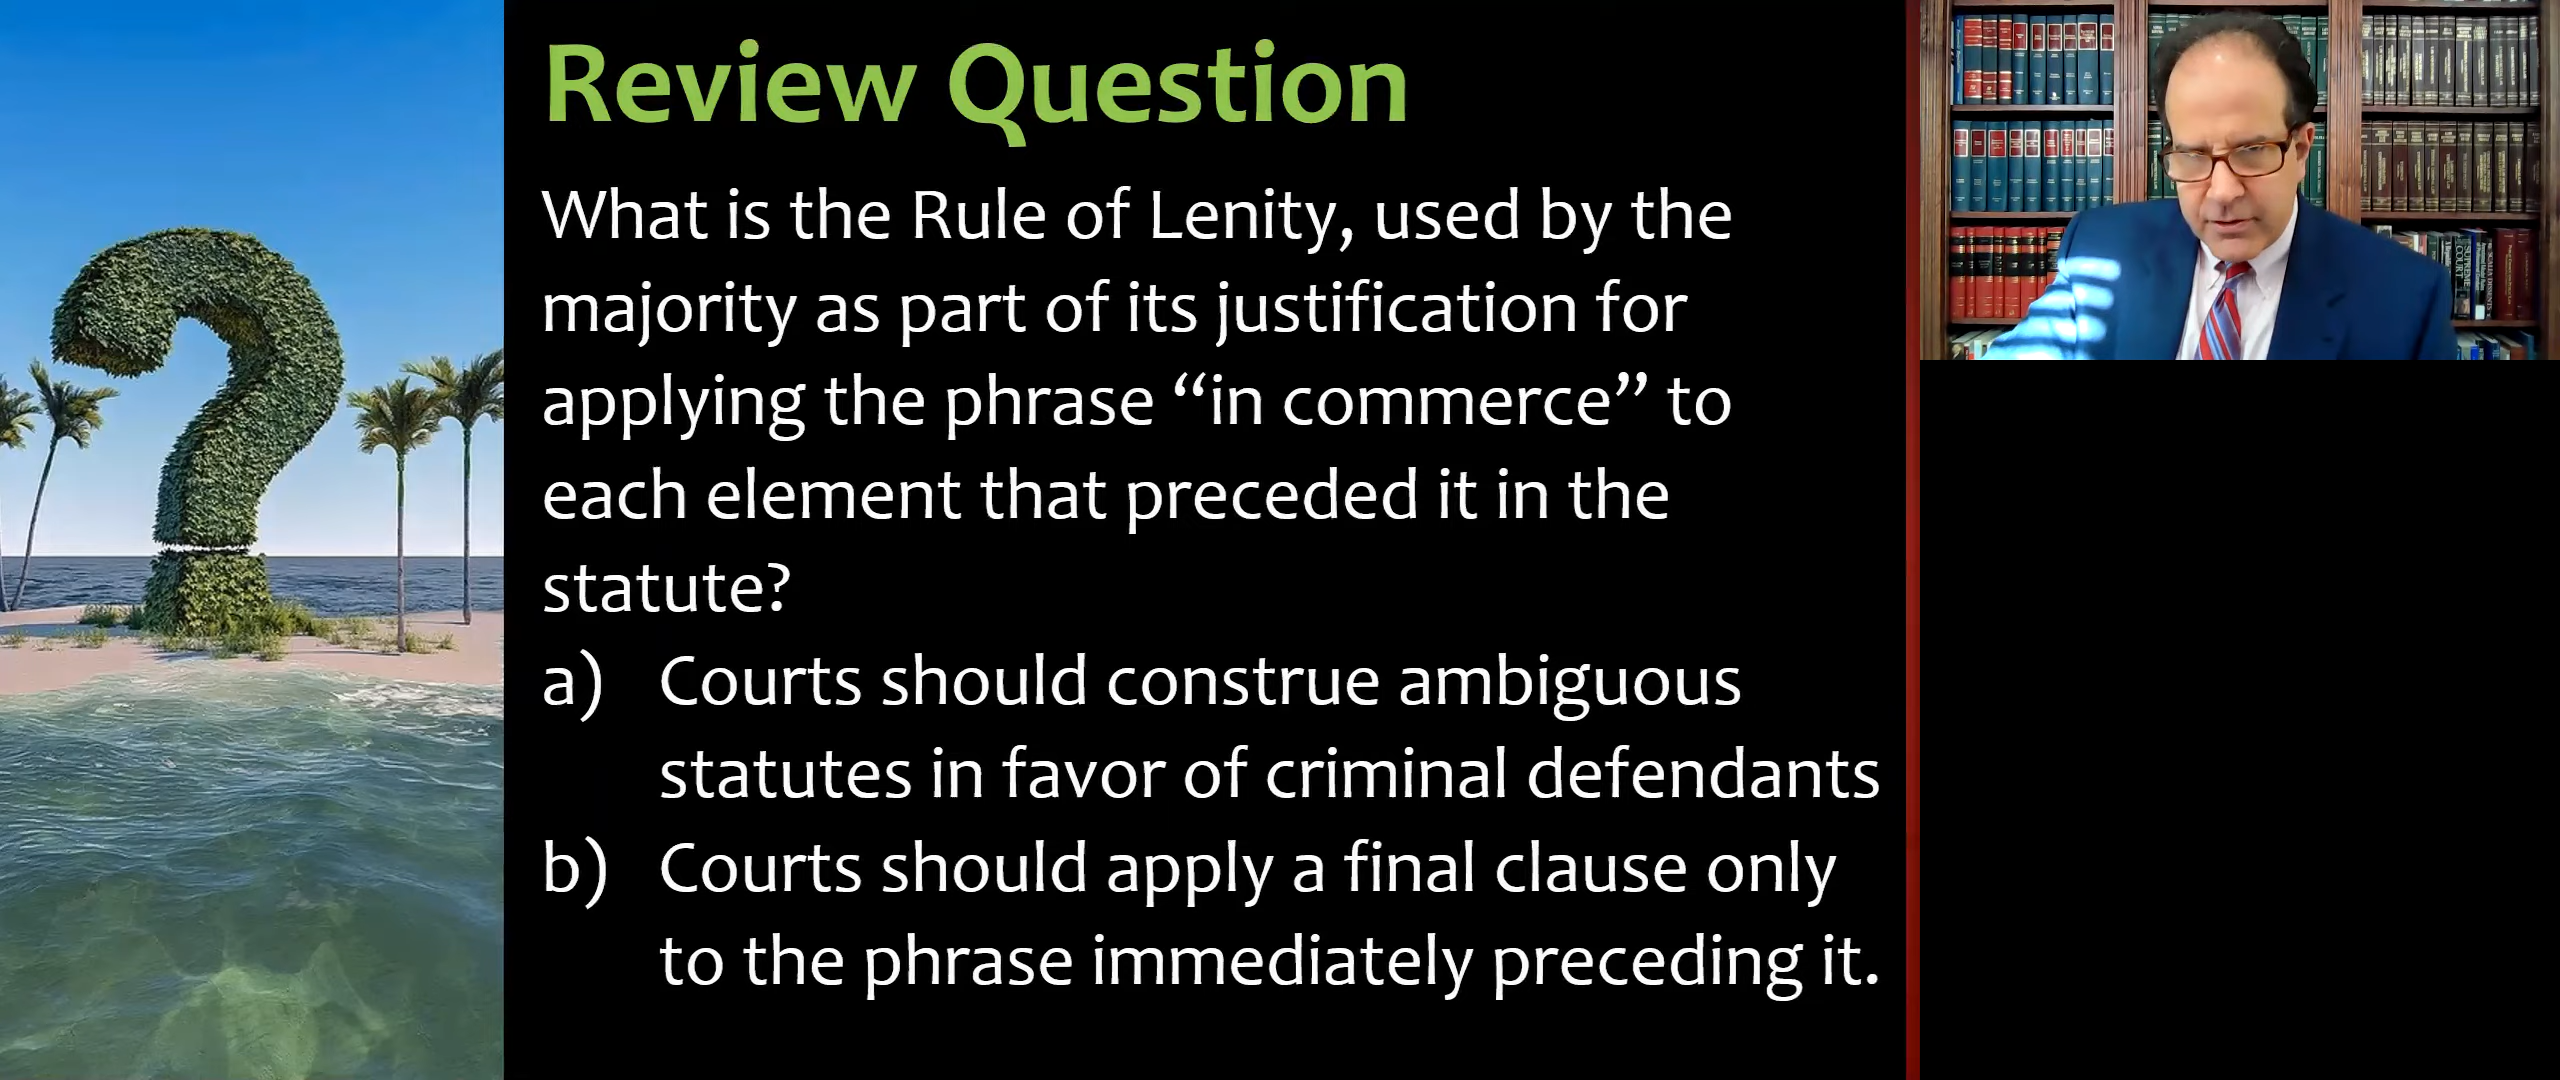 Review Question
What is the Rule of Lenity, used by the
majority as part of its justification for
applying the phrase “in commerce” to
each element that preceded it in the
statute?
a) Courts should construe ambiguous
statutes in favor of criminal defendants
b) Courts should apply a final clause only
to the phrase immediately preceding it.